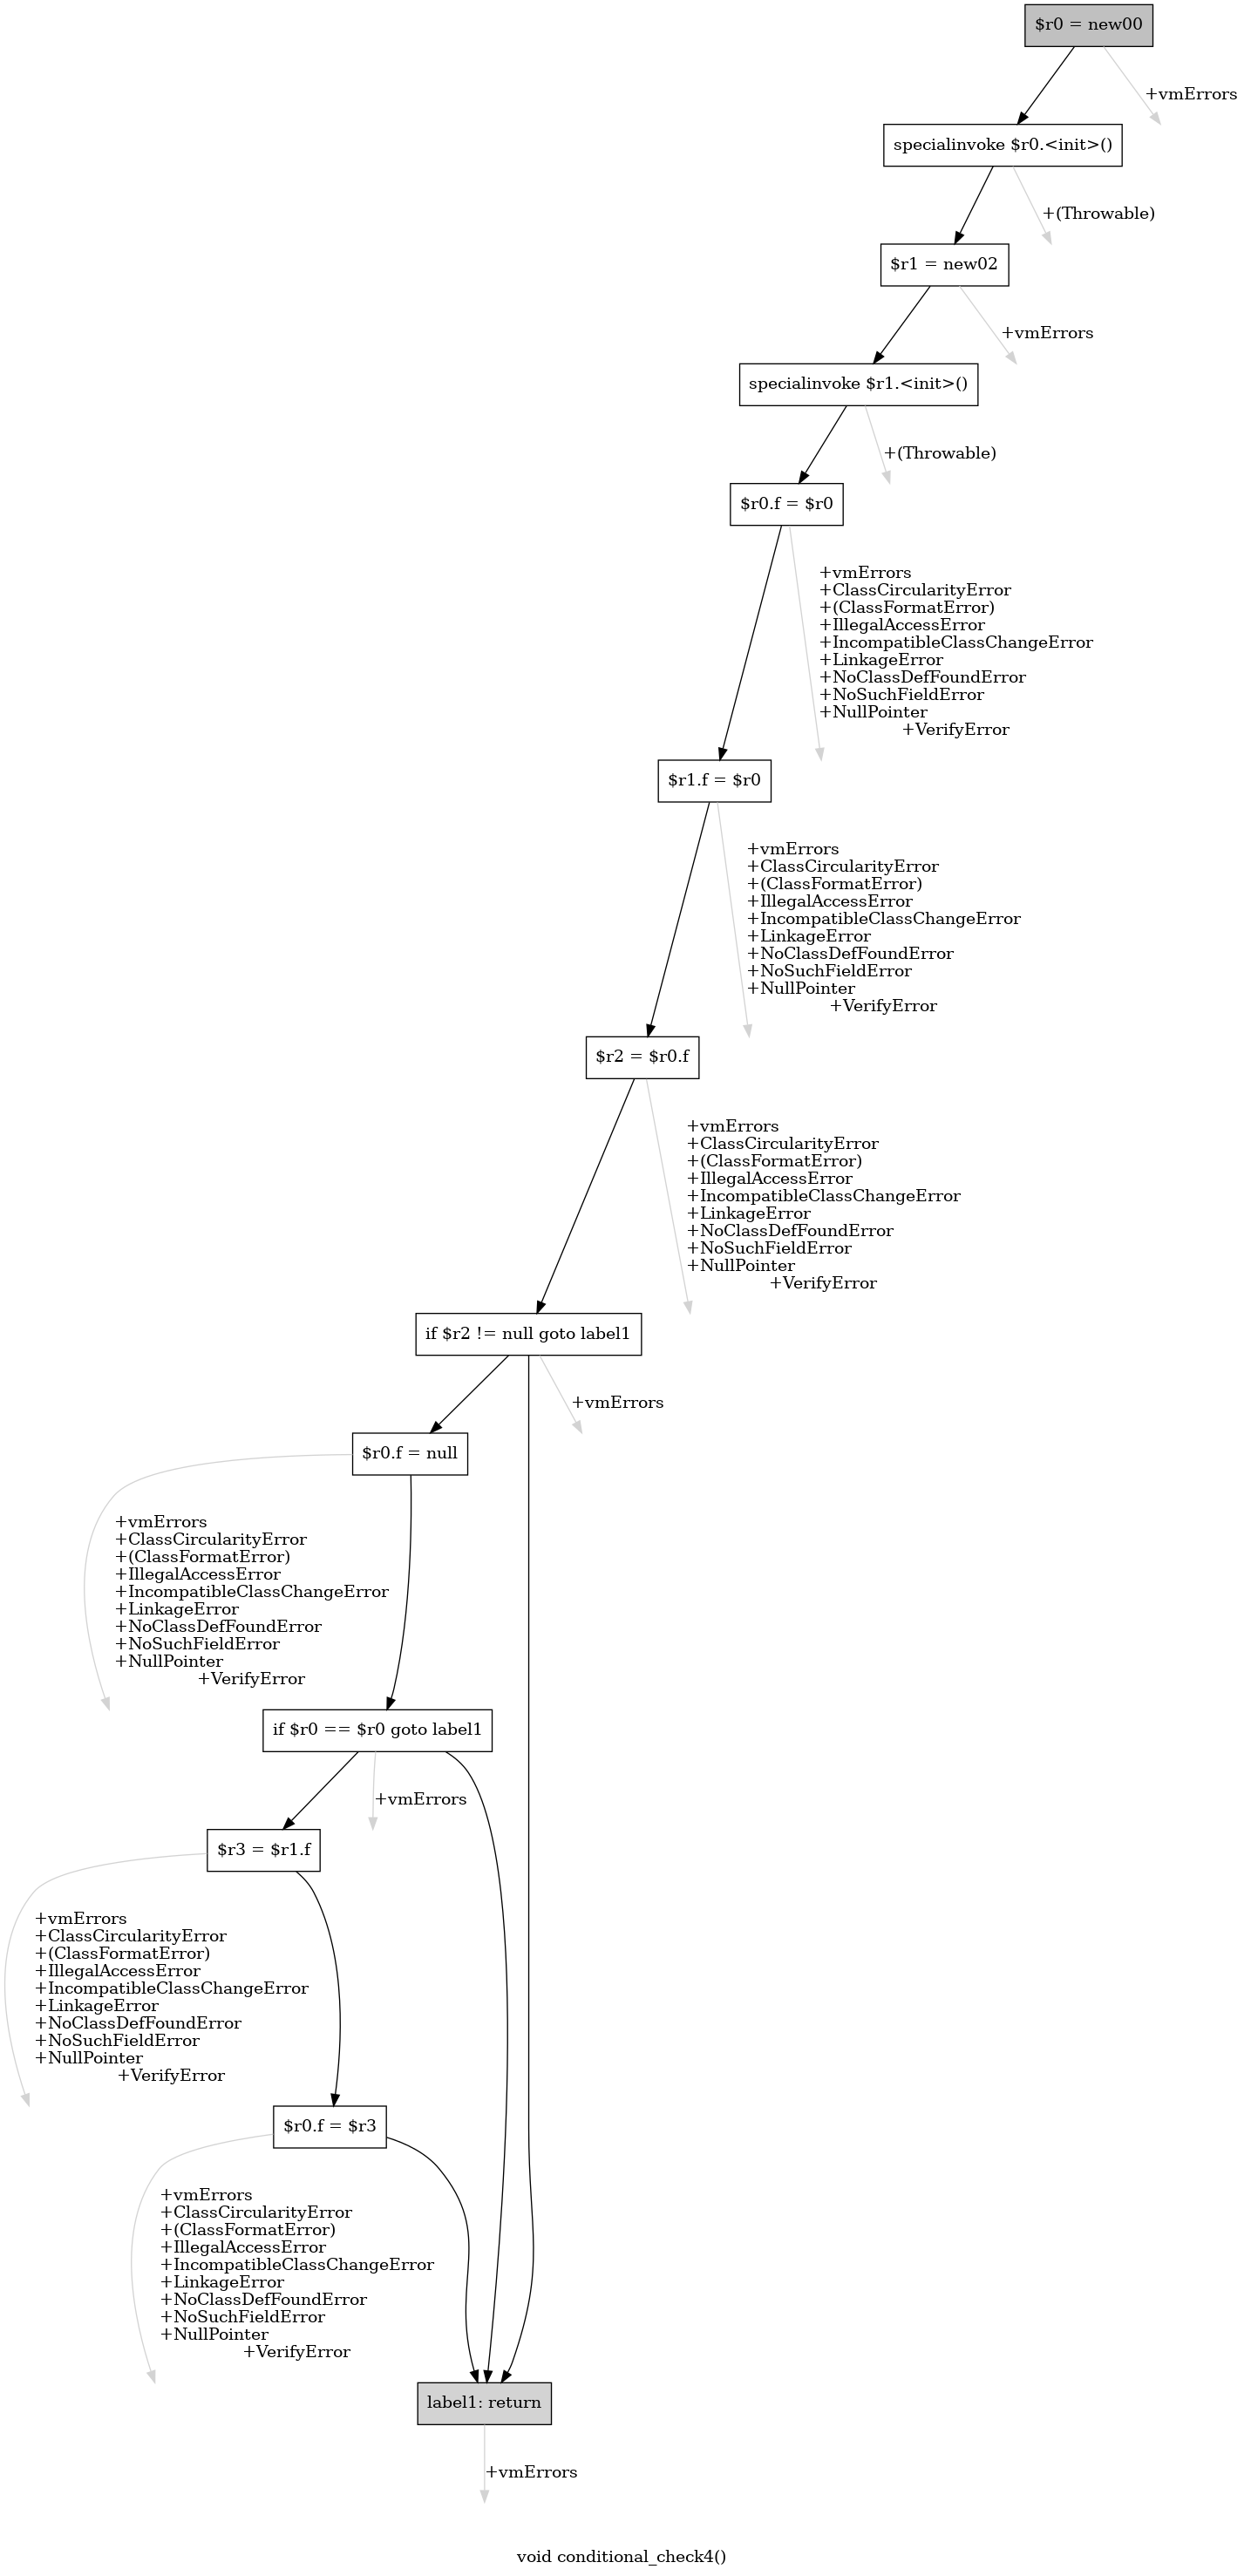 $r0 = new00
+vmErrors
specialinvoke $r0.<init>()
+(Throwable)
$r1 = new02
+vmErrors
specialinvoke $r1.<init>()
+(Throwable)
$r0.f = $r0
+vmErrors
+ClassCircularityError
+(ClassFormatError)
+IllegalAccessError
+IncompatibleClassChangeError
+LinkageError
+NoClassDefFoundError
+NoSuchFieldError
+NullPointer
+VerifyError
$r1.f = $r0
+vmErrors
+ClassCircularityError
+(ClassFormatError)
+IllegalAccessError
+IncompatibleClassChangeError
+LinkageError
+NoClassDefFoundError
+NoSuchFieldError
+NullPointer
+VerifyError
$r2 = $r0.f
+vmErrors
+ClassCircularityError
+(ClassFormatError)
+IllegalAccessError
+IncompatibleClassChangeError
+LinkageError
+NoClassDefFoundError
+NoSuchFieldError
+NullPointer
+VerifyError
if $r2 != null goto label1
+vmErrors
$r0.f = null
+vmErrors
+ClassCircularityError
+(ClassFormatError)
+IllegalAccessError
+IncompatibleClassChangeError
+LinkageError
+NoClassDefFoundError
+NoSuchFieldError
+NullPointer
+VerifyError
if $r0 == $r0 goto label1
+vmErrors
$r3 = $r1.f
+vmErrors
+ClassCircularityError
+(ClassFormatError)
+IllegalAccessError
+IncompatibleClassChangeError
+LinkageError
+NoClassDefFoundError
+NoSuchFieldError
+NullPointer
+VerifyError
$r0.f = $r3
+vmErrors
+ClassCircularityError
+(ClassFormatError)
+IllegalAccessError
+IncompatibleClassChangeError
+LinkageError
+NoClassDefFoundError
+NoSuchFieldError
+NullPointer
+VerifyError
label1: return
+vmErrors
void conditional_check4()